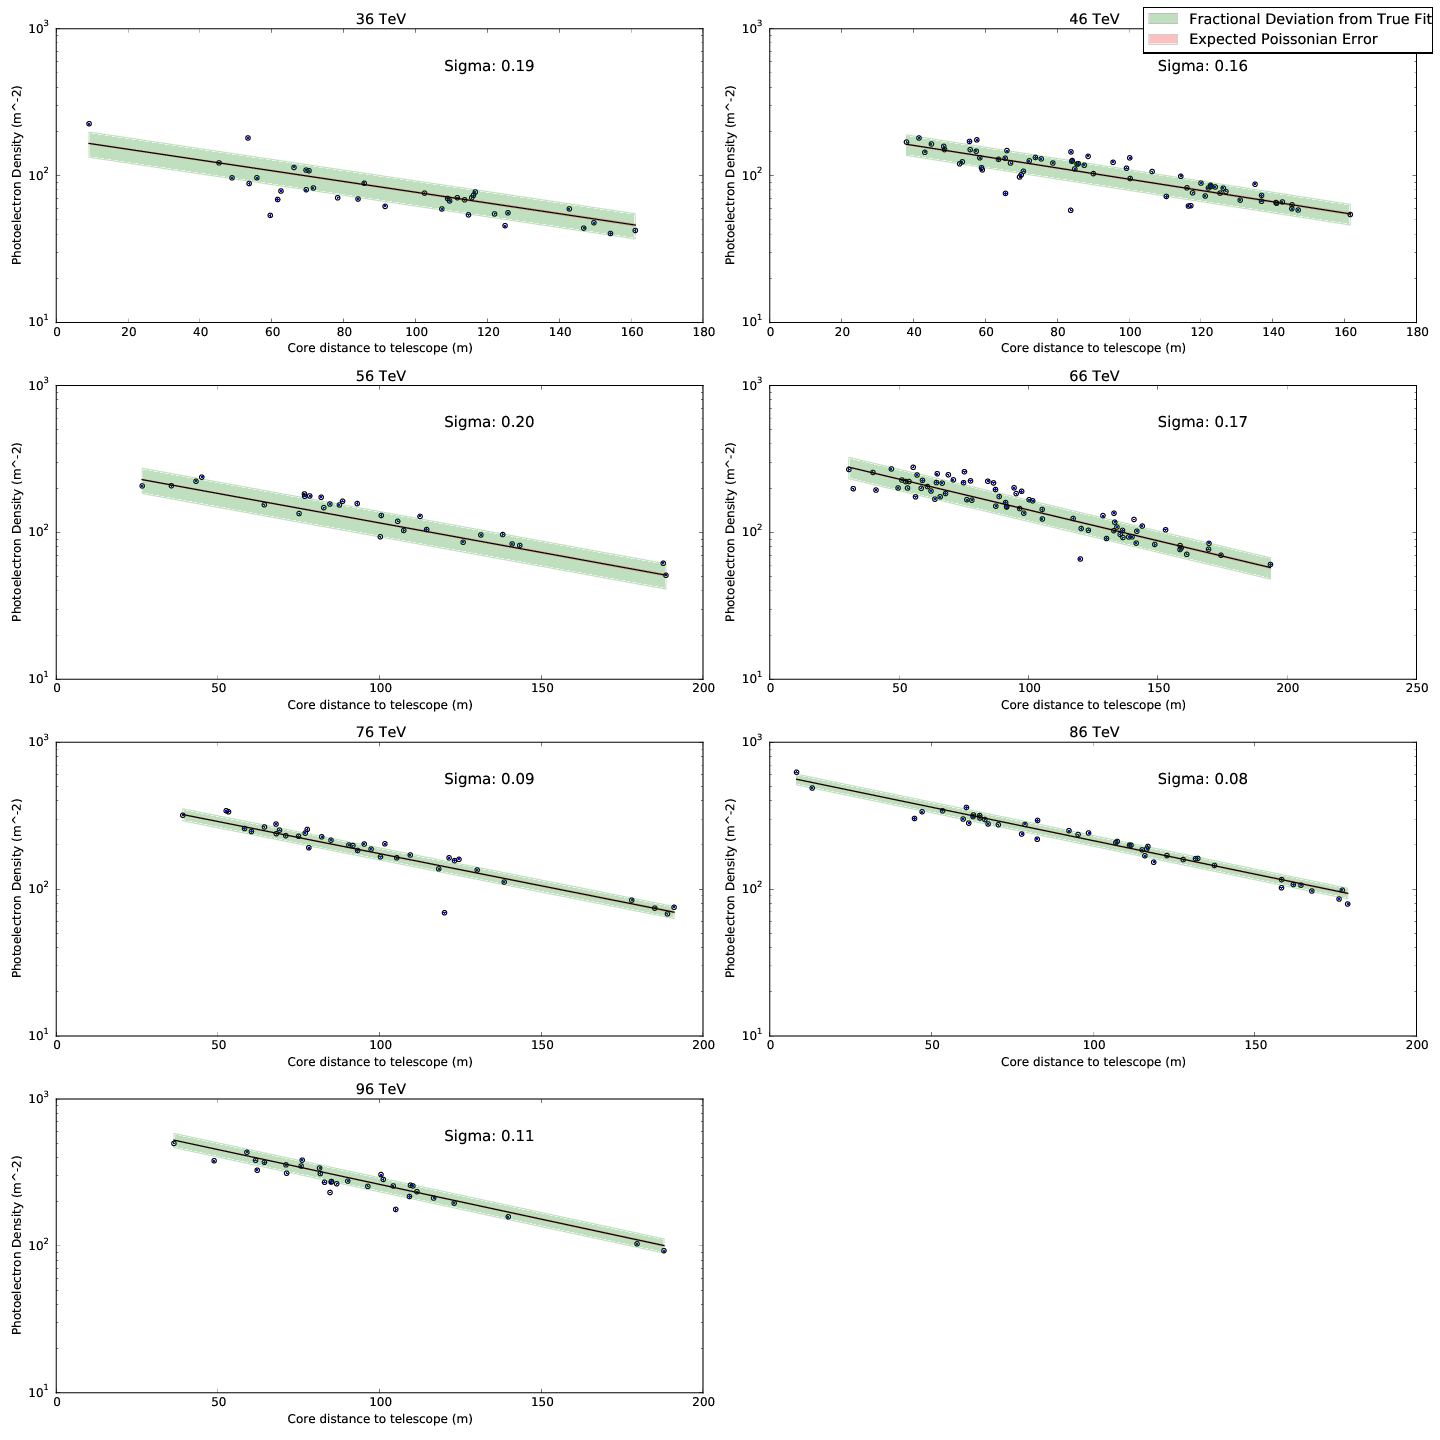 36 TeV
Sigma: 0.19
Photoelectron Density (m^-2)
10^3
10^2
10^1
0 20 40 60 80 100 120 140 160 180
Core distance to telescope (m)
46 TeV
Fractional Deviation from True Fit
Expected Poissonian Error
Sigma: 0.16
Photoelectron Density (m^-2)
10^3
10^2
10^1
0 20 40 60 80 100 120 140 160 180
Core distance to telescope (m)
56 TeV
Sigma: 0.20
Photoelectron Density (m^-2)
10^3
10^2
10^1
0 50 100 150 200
Core distance to telescope (m)
66 TeV
Sigma: 0.17
Photoelectron Density (m^-2)
10^3
10^2
10^1
0 50 100 150 200 250
Core distance to telescope (m)
76 TeV
Sigma: 0.09
Photoelectron Density (m^-2)
10^3
10^2
10^1
0 50 100 150 200
Core distance to telescope (m)
86 TeV
Sigma: 0.08
Photoelectron Density (m^-2)
10^3
10^2
10^1
0 50 100 150 200
Core distance to telescope (m)
96 TeV
Sigma: 0.11
Photoelectron Density (m^-2)
10^3
10^2
10^1
0 50 100 150 200
Core distance to telescope (m)